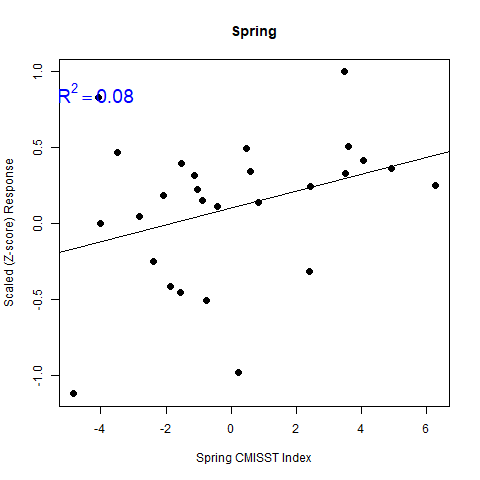 Spring
R² = 0.08
Scaled (Z-score) Response
1.0
0.5
0.0
-0.5
-1.0
-4 -2 0 2 4 6
Spring CMISST Index